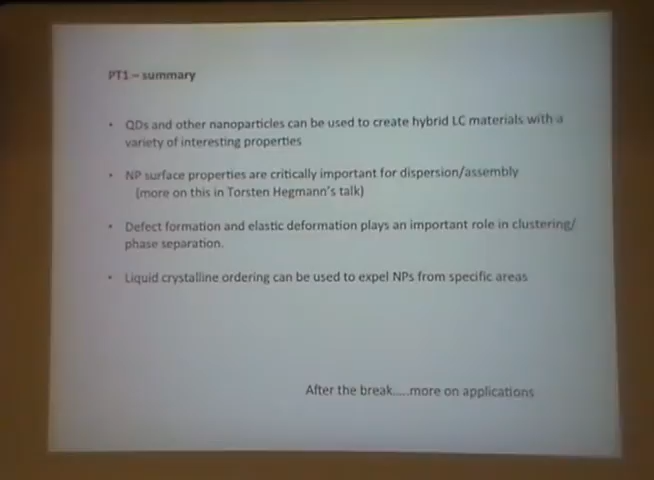 PT1 – summary
• QDs and other nanoparticles can be used to create hybrid LC materials with a
variety of interesting properties
• NP surface properties are critically important for dispersion/assembly
(more on this in Torsten Hegmann's talk)
• Defect formation and elastic deformation plays an important role in clustering/
phase separation.
• Liquid crystalline ordering can be used to expel NPs from specific areas
After the break.....more on applications